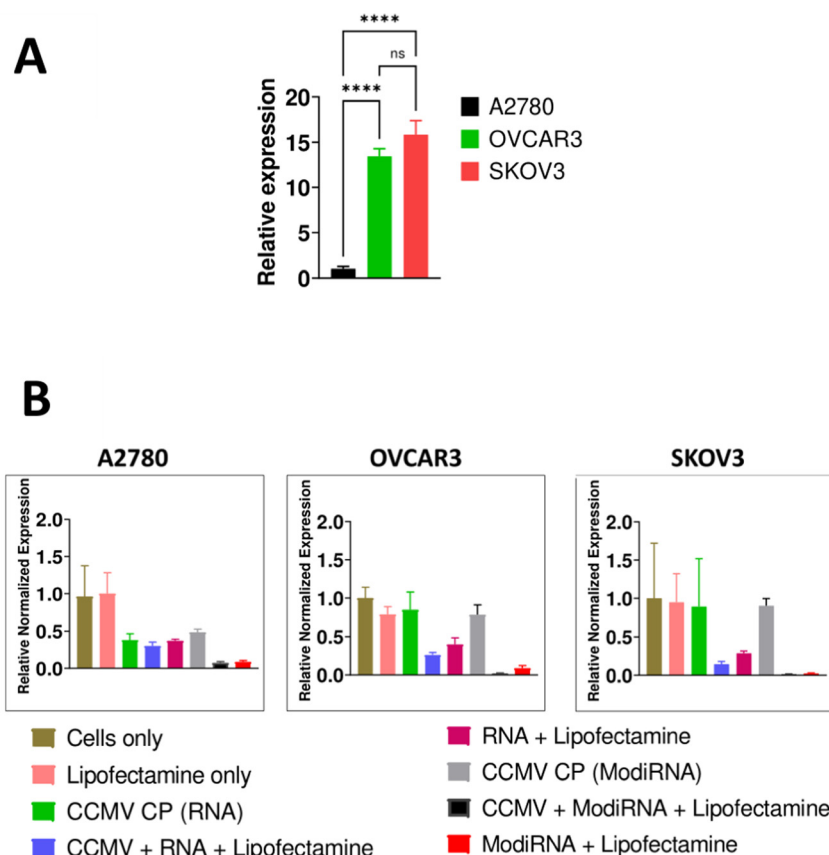 A
****
ns
****
Relative expression
20
15
10
5
0
A2780
OVCAR3
SKOV3
B
A2780
OVCAR3
SKOV3
Relative Normalized Expression
2.0
1.5
1.0
0.5
0.0
Relative Normalized Expression
2.0
1.5
1.0
0.5
0.0
Relative Normalized Expression
2.0
1.5
1.0
0.5
0.0
Cells only
Lipofectamine only
CCMV CP (RNA)
CCMV + RNA + Lipofectamine
RNA + Lipofectamine
CCMV CP (ModiRNA)
CCMV + ModiRNA + Lipofectamine
ModiRNA + Lipofectamine